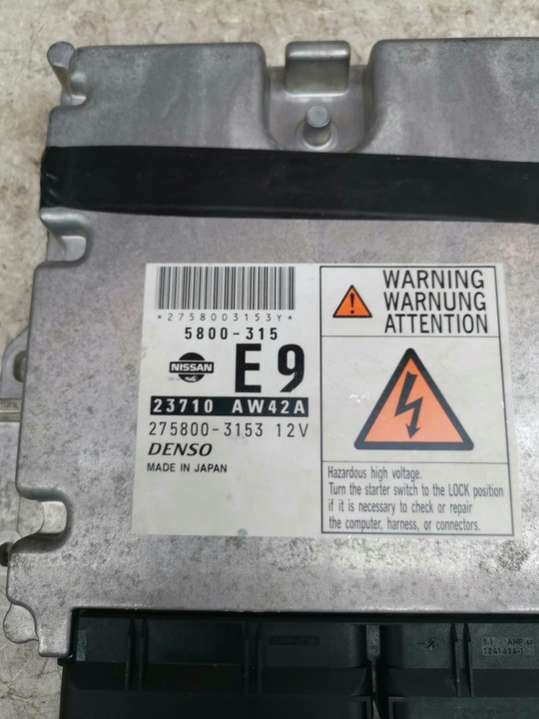 *2758003153Y*
5800-315
NISSAN
E9
23710 AW42A
275800-3153 12V
DENSO
MADE IN JAPAN
WARNING
WARNUNG
ATTENTION
Hazardous high voltage.
Turn the starter switch to the LOCK position
if it is necessary to check or repair
the computer, harness, or connectors.